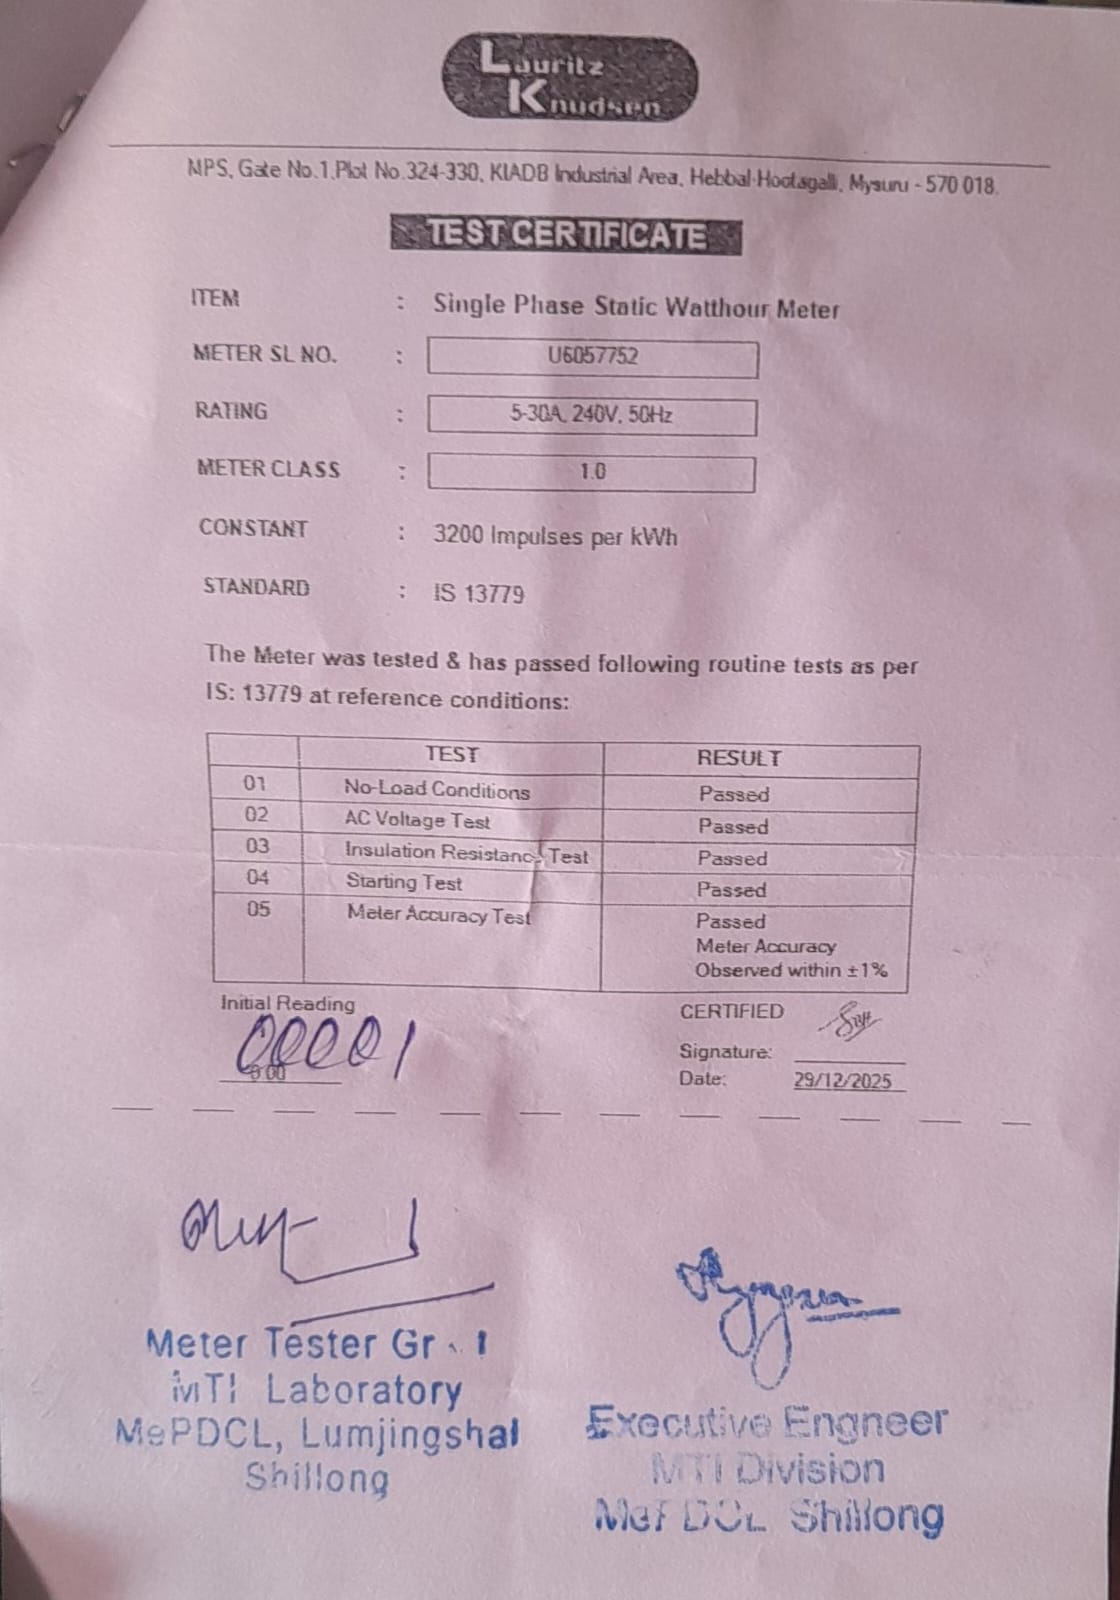 Lauritz
Knudsen
MPS, Gate No.1,Plot No.324-330, KIADB Industrial Area, Hebbal-Hootagalli, Mysuru - 570 018.
TEST CERTIFICATE
ITEM : Single Phase Static Watthour Meter
METER SL NO. : U6057752
RATING : 5-30A, 240V, 50Hz
METER CLASS : 1.0
CONSTANT : 3200 Impulses per kWh
STANDARD : IS 13779
The Meter was tested & has passed following routine tests as per
IS: 13779 at reference conditions:
TEST RESULT
01 No-Load Conditions Passed
02 AC Voltage Test Passed
03 Insulation Resistance Test Passed
04 Starting Test Passed
05 Meter Accuracy Test Passed
Meter Accuracy
Observed within ±1%
Initial Reading
00001
0.00
CERTIFIED
Signature:
Date: 29/12/2025
Meter Tester Gr - I
MTI Laboratory
MePDCL, Lumjingshai
Shillong
Executive Engneer
MTI Division
MePDCL Shillong